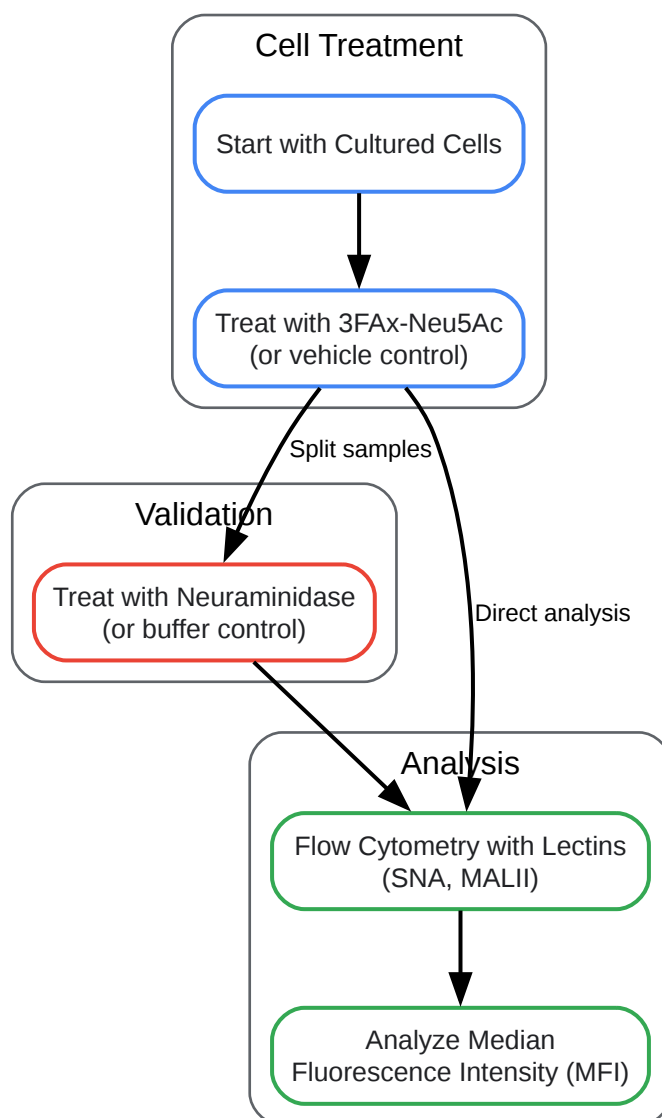 Cell Treatment
Start with Cultured Cells
Treat with 3FAx-Neu5Ac
(or vehicle control)
Split samples
Validation
Treat with Neuraminidase
(or buffer control)
Direct analysis
Analysis
Flow Cytometry with Lectins
(SNA, MALII)
Analyze Median
Fluorescence Intensity (MFI)